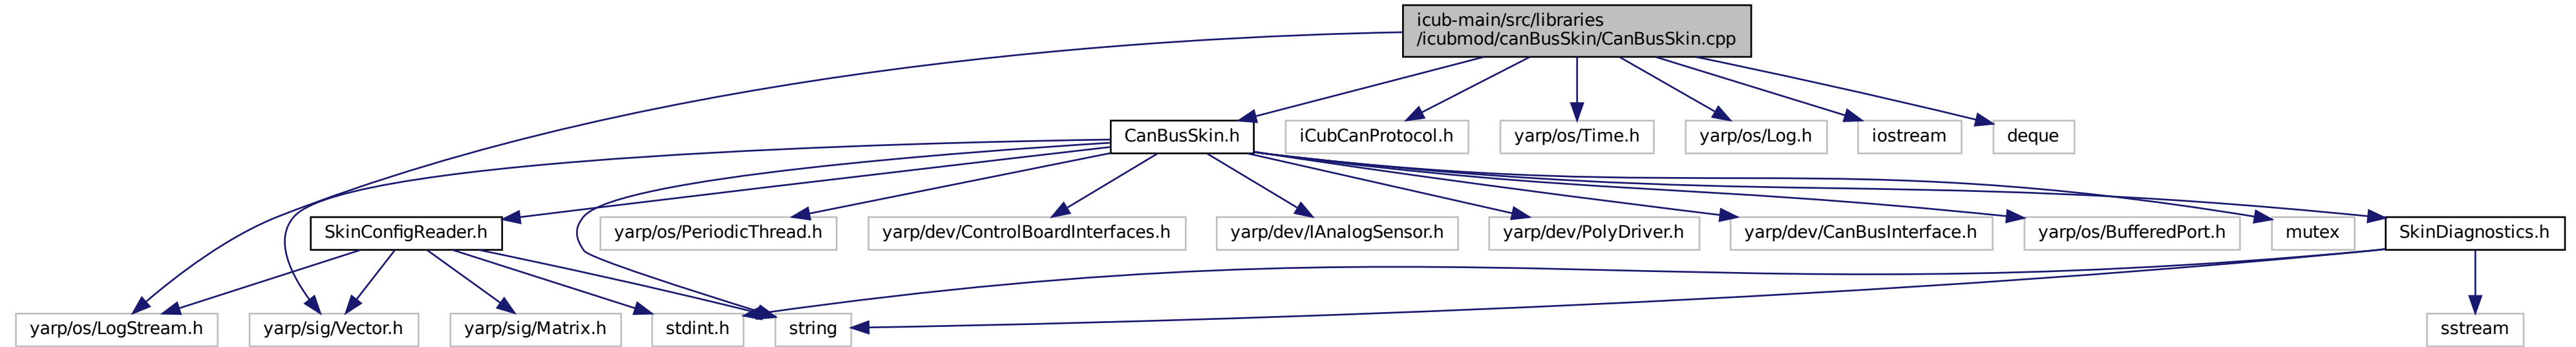 icub-main/src/libraries
/icubmod/canBusSkin/CanBusSkin.cpp
CanBusSkin.h
iCubCanProtocol.h
yarp/os/Time.h
yarp/os/Log.h
iostream
deque
SkinConfigReader.h
yarp/os/PeriodicThread.h
yarp/dev/ControlBoardInterfaces.h
yarp/dev/IAnalogSensor.h
yarp/dev/PolyDriver.h
yarp/dev/CanBusInterface.h
yarp/os/BufferedPort.h
mutex
SkinDiagnostics.h
yarp/os/LogStream.h
yarp/sig/Vector.h
yarp/sig/Matrix.h
stdint.h
string
sstream